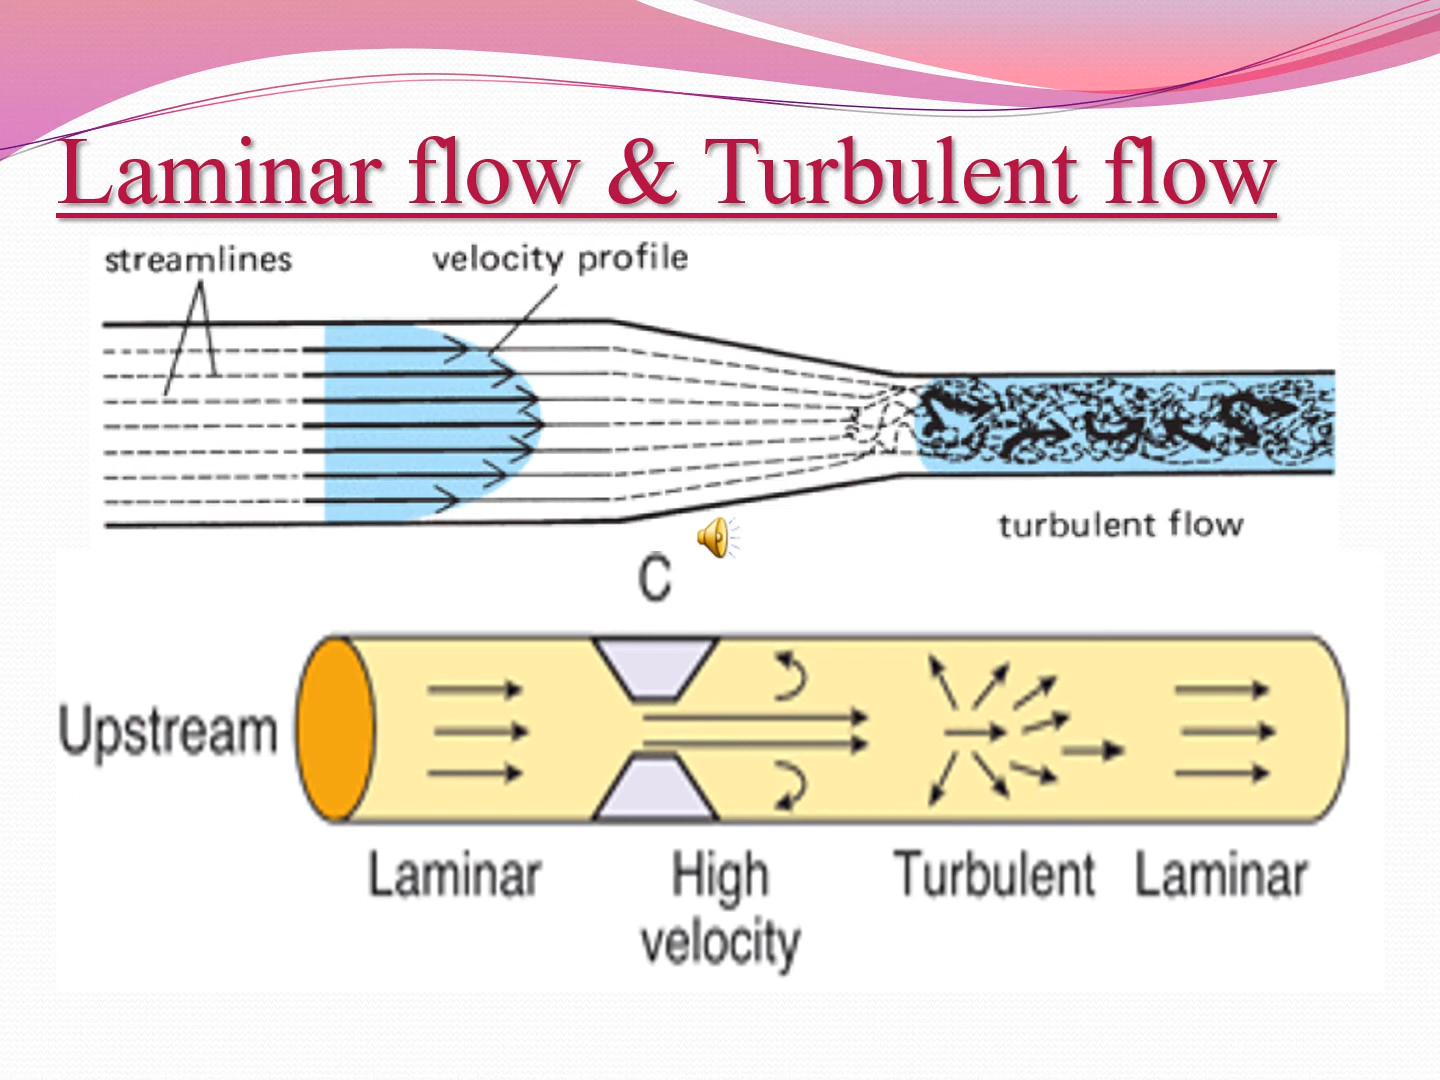 Laminar flow & Turbulent flow
streamlines
velocity profile
turbulent flow
C
Upstream
Laminar
High
velocity
Turbulent
Laminar